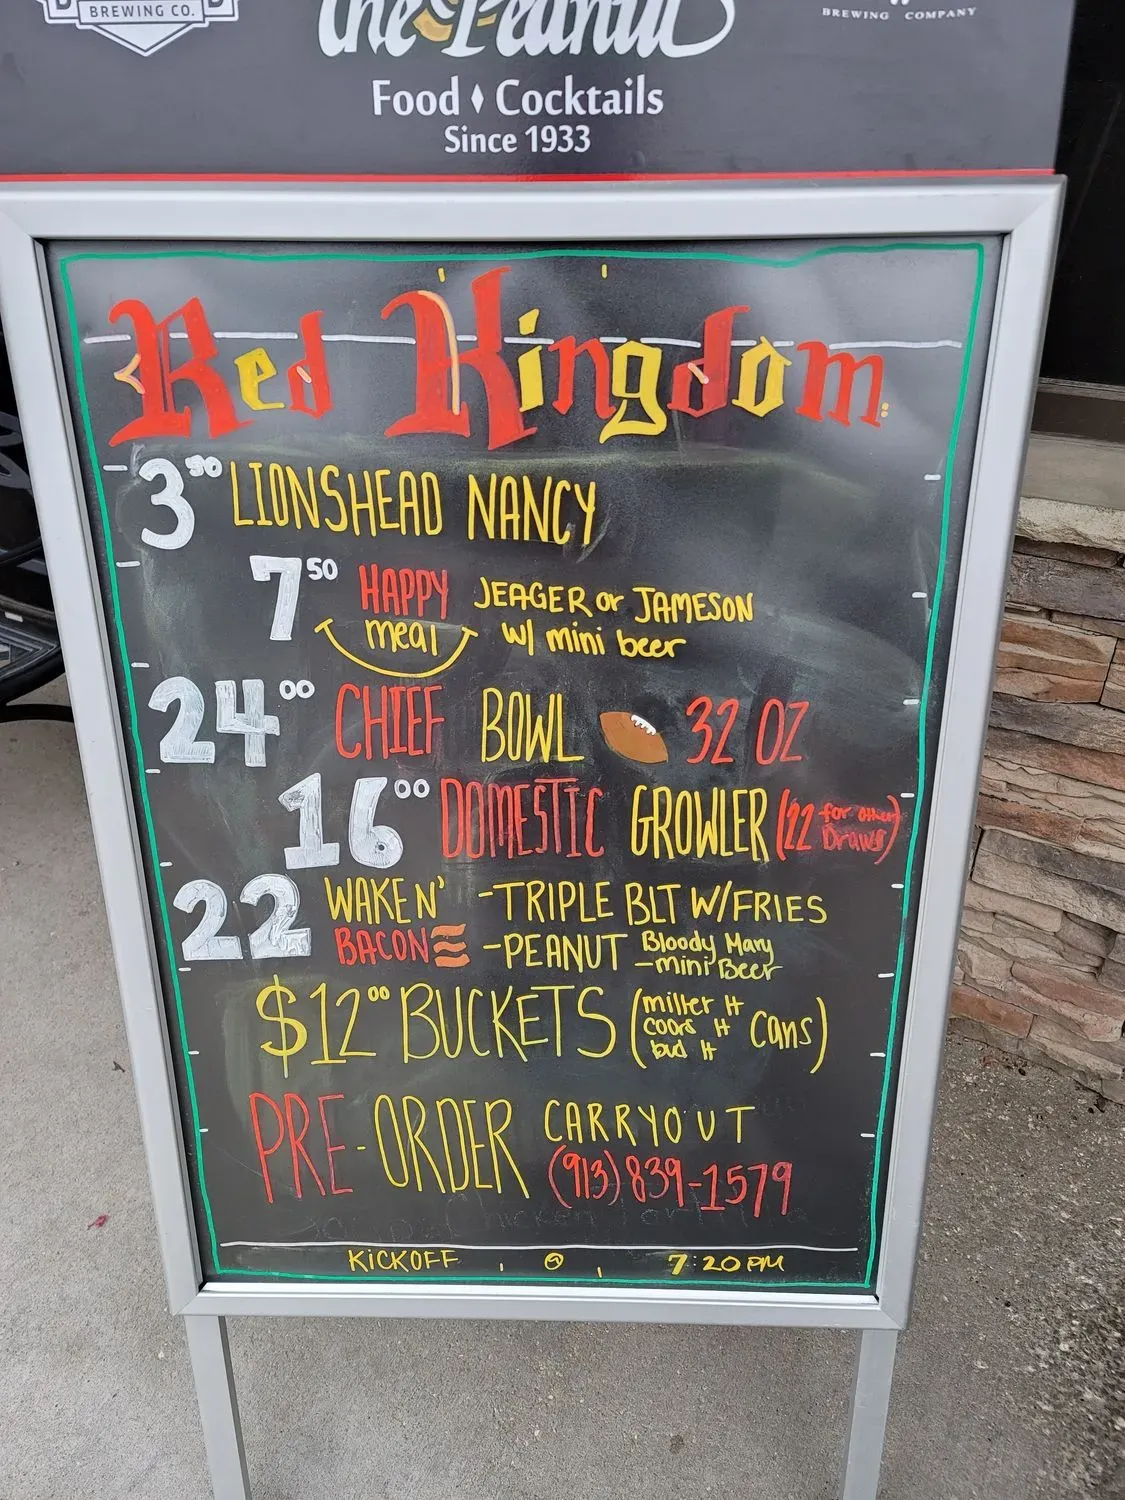 BREWING CO.
the Peanut
BREWING COMPANY
Food ♦ Cocktails
Since 1933
Red Kingdom
3.50 LIONSHEAD NANCY
7.50 HAPPY meal JEAGER or JAMESON
w/ mini beer
24.00 CHIEF BOWL 32 OZ
16.00 DOMESTIC GROWLER (22 for other Draws)
22 WAKE N' BACON -TRIPLE BLT W/FRIES
-PEANUT Bloody Mary
-mini Beer
$12.00 BUCKETS (miller lt
coors lt
bud lt
cans)
PRE-ORDER CARRYOUT
(913) 839-1579
KICKOFF @ 7:20 PM